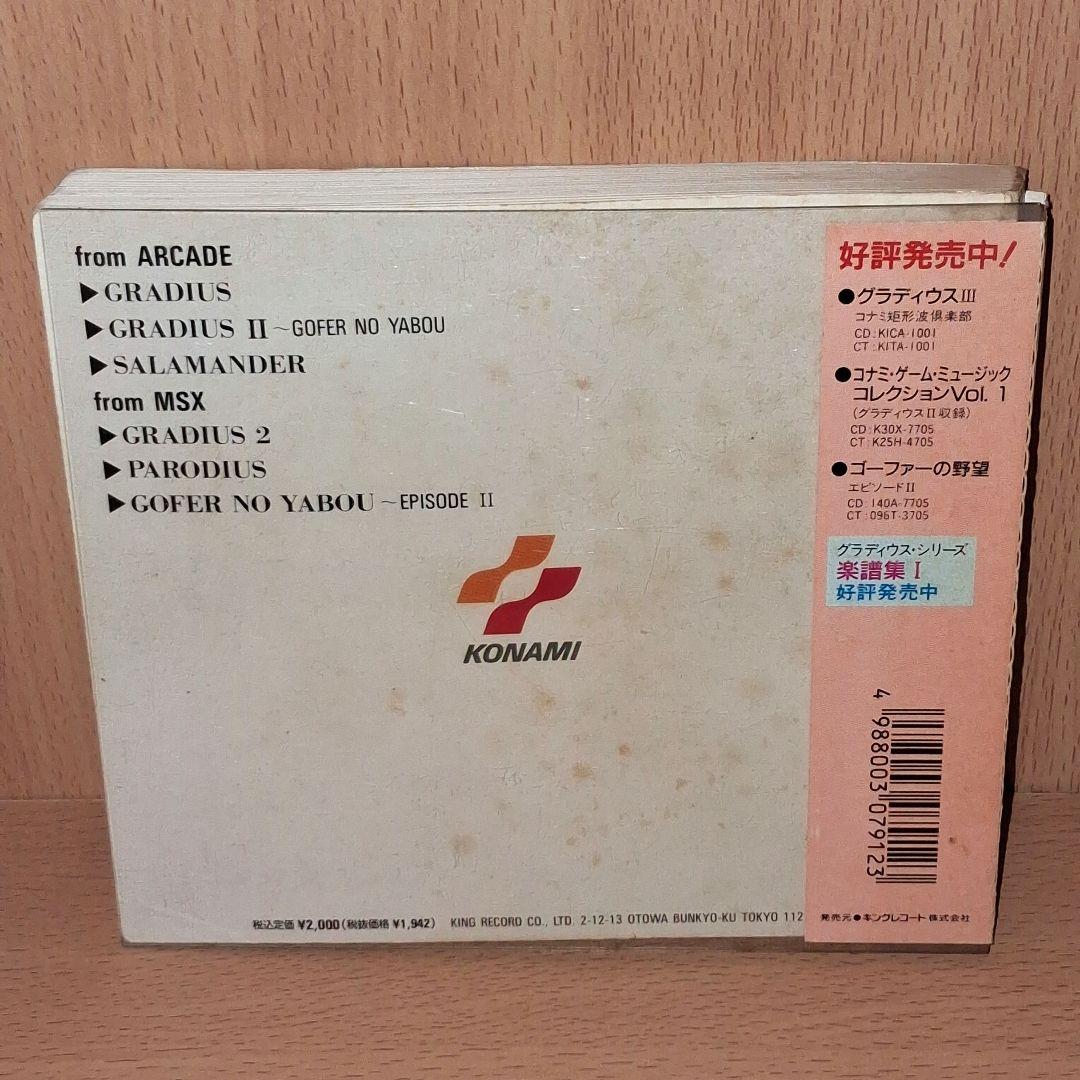 from ARCADE
▶GRADIUS
▶GRADIUS II ~GOFER NO YABOU
▶SALAMANDER
from MSX
▶GRADIUS 2
▶PARODIUS
▶GOFER NO YABOU ~EPISODE II
KONAMI
税込定価 ¥2,000(税抜価格 ¥1,942) KING RECORD CO., LTD. 2-12-13 OTOWA BUNKYO-KU TOKYO 112
好評発売中!
●グラディウスIII
コナミ矩形波倶楽部
CD:KICA-1001
CT:KITA-1001
●コナミ・ゲーム・ミュージック
コレクションVol. 1
(グラディウスII収録)
CD:K30X-7705
CT:K25H-4705
●ゴーファーの野望
エピソードII
CD:140A-7705
CT:096T-3705
グラディウス・シリーズ
楽譜集 I
好評発売中
4 988003 079123
発売元●キングレコード株式会社